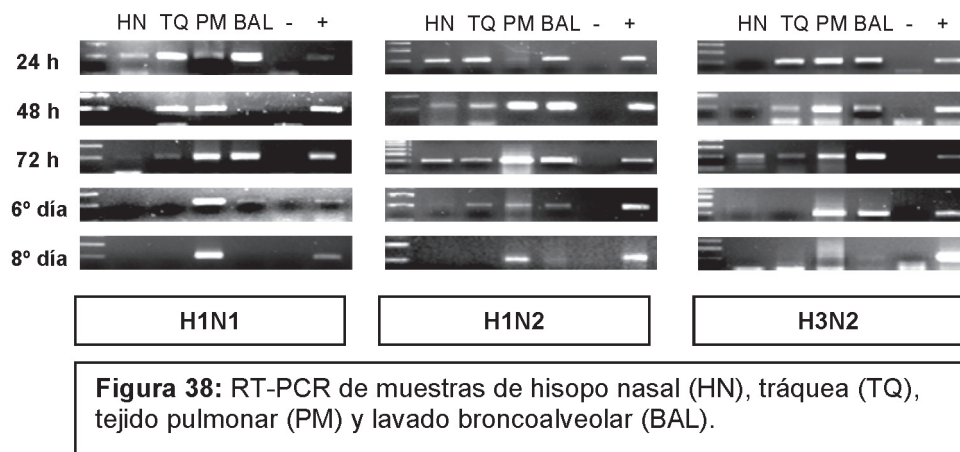 HN TQ PM BAL - +
HN TQ PM BAL - +
HN TQ PM BAL - +
24 h
48 h
72 h
6º día
8º día
H1N1
H1N2
H3N2
Figura 38: RT-PCR de muestras de hisopo nasal (HN), tráquea (TQ),
tejido pulmonar (PM) y lavado broncoalveolar (BAL).